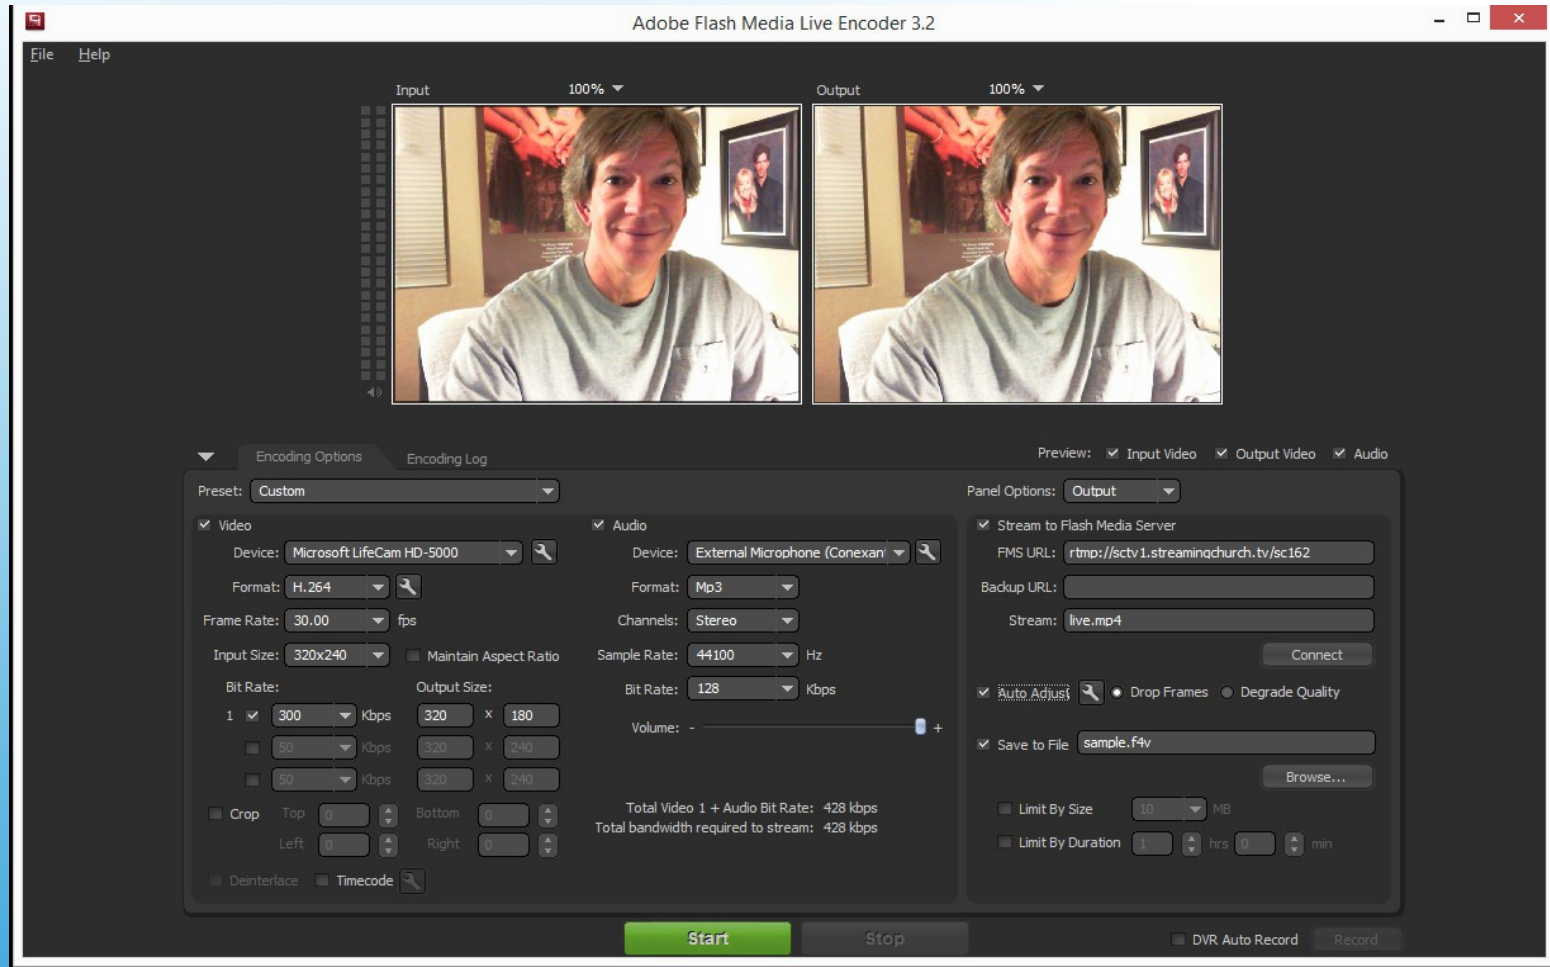 Adobe Flash Media Live Encoder 3.2
File Help
Input 100% Output 100%
Encoding Options Encoding Log Preview: Input Video Output Video Audio
Preset: Custom Panel Options: Output
Video Audio Stream to Flash Media Server
Device: Microsoft LifeCam HD-5000 Device: External Microphone (Conexan FMS URL: rtmp://sctv1.streamingchurch.tv/sc162
Format: H.264 Format: Mp3 Backup URL:
Frame Rate: 30.00 fps Channels: Stereo Stream: live.mp4
Input Size: 320x240 Maintain Aspect Ratio Sample Rate: 44100 Hz Connect
Bit Rate: Output Size: Bit Rate: 128 Kbps Auto Adjust Drop Frames Degrade Quality
1 300 Kbps 320 x 180 Volume: - +
50 Kbps 320 x 240 Save to File sample.f4v
50 Kbps 320 x 240 Browse...
Crop Top 0 Bottom 0 Total Video 1 + Audio Bit Rate: 428 kbps Limit By Size 10 MB
Left 0 Right 0 Total bandwidth required to stream: 428 kbps Limit By Duration 1 hrs 0 min
Deinterlace Timecode
Start Stop DVR Auto Record Record